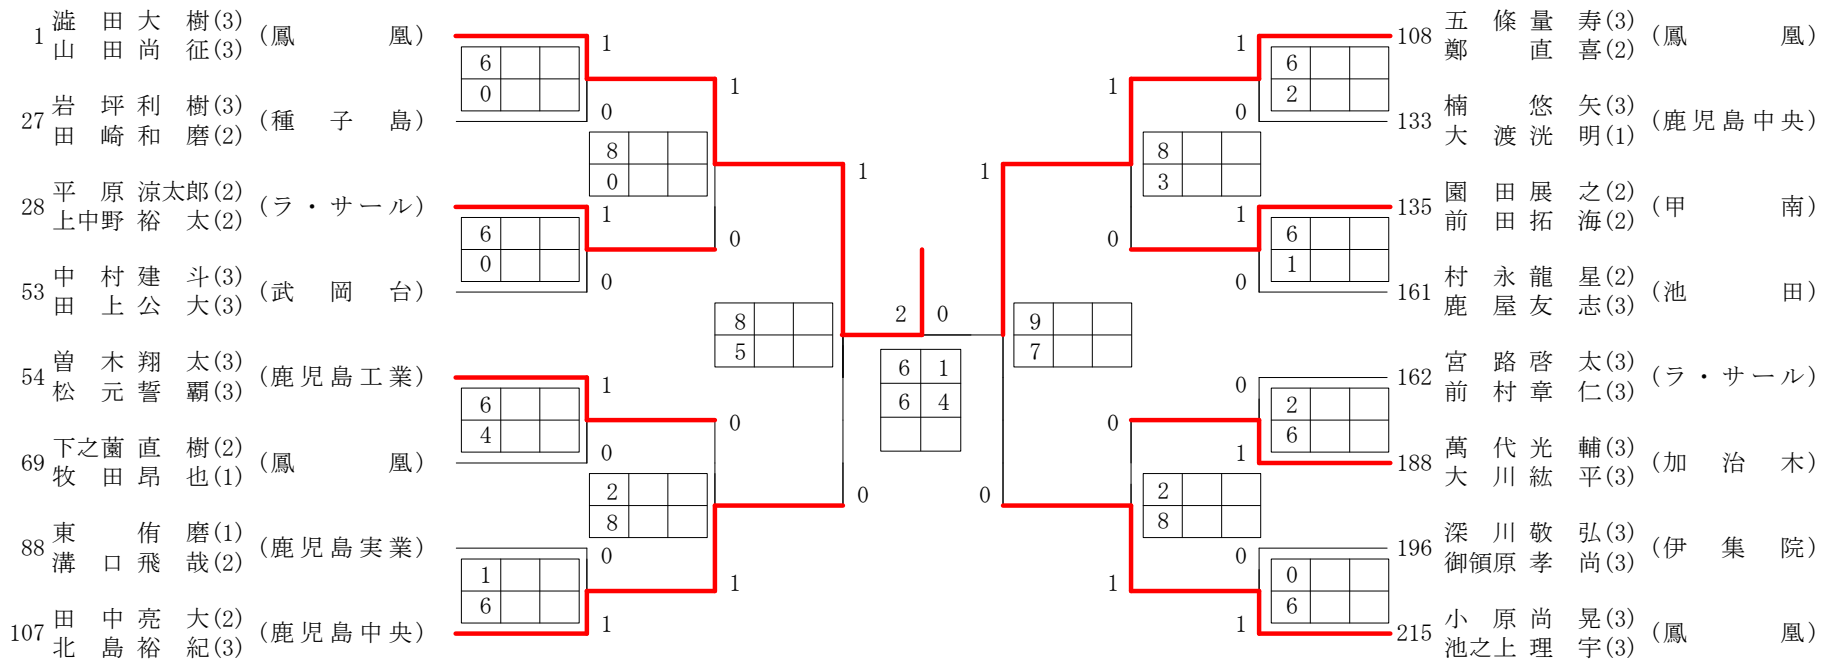 1 澁田大樹(3) (鳳凰)
山田尚征(3)
27 岩坪利樹(3) (種子島)
田崎和磨(2)
28 平原涼太郎(2) (ラ・サール)
上中野裕太(2)
53 中村建斗(3) (武岡台)
田上公大(3)
54 曽木翔太(3) (鹿児島工業)
松元誓覇(3)
69 下之薗直樹(2) (鳳凰)
牧田昂也(1)
88 東侑磨(1) (鹿児島実業)
溝口飛哉(2)
107 田中亮大(2) (鹿児島中央)
北島裕紀(3)
1
6
0
0
1
8
0
1
6
0
0
0
1
8
5
1
6
4
0
0
2
8
0
0
1
6
1
1
2 0
6 1
6 4
1
9
7
0
1
8
3
0
1
6
2
0
1
6
1
0
0
2
8
1
0
2
6
1
0
0
6
1
108 五條量寿(3) (鳳凰)
鄭直喜(2)
133 楠悠矢(3) (鹿児島中央)
大渡洸明(1)
135 園田展之(2) (甲南)
前田拓海(2)
161 村永龍星(2) (池田)
鹿屋友志(3)
162 宮路啓太(3) (ラ・サール)
前村章仁(3)
188 萬代光輔(3) (加治木)
大川紘平(3)
196 深川敬弘(3) (伊集院)
御領原孝尚(3)
215 小原尚晃(3) (鳳凰)
池之上理宇(3)